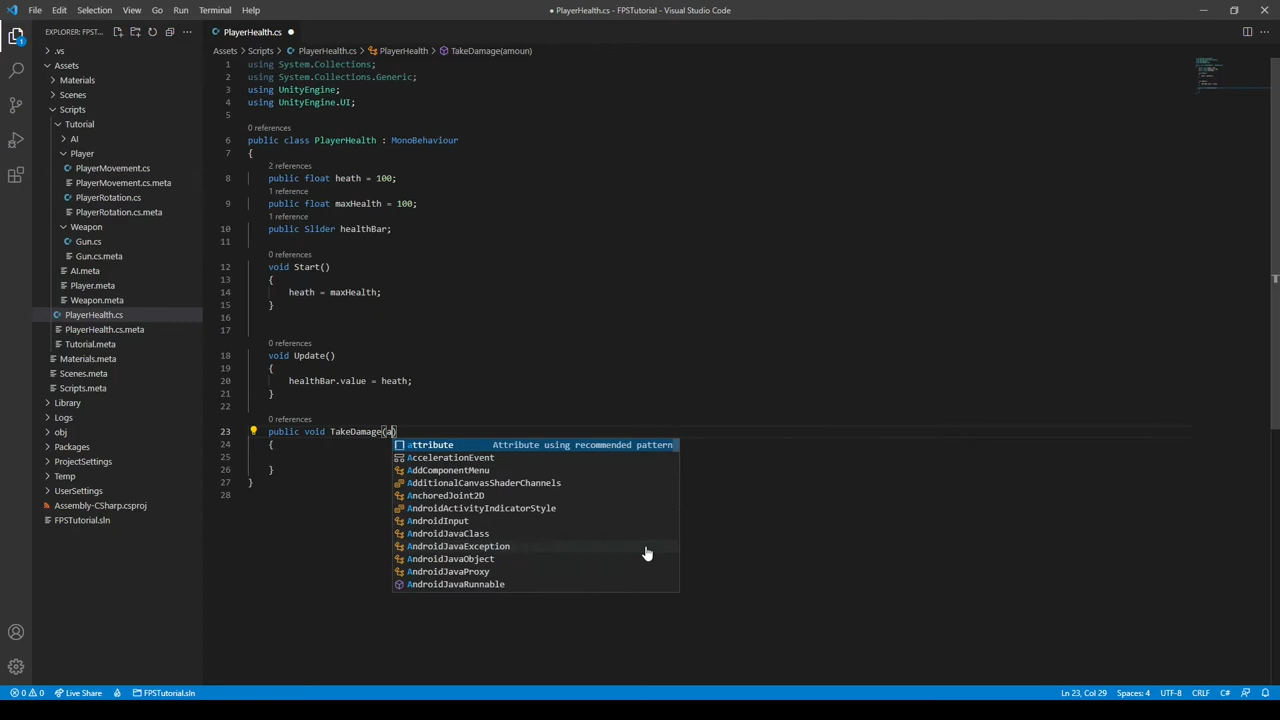 File Edit Selection View Go Run Terminal Help
● PlayerHealth.cs - FPSTutorial - Visual Studio Code
EXPLORER: FPST...
.vs
Assets
Materials
Scenes
Scripts
Tutorial
AI
Player
PlayerMovement.cs
PlayerMovement.cs.meta
PlayerRotation.cs
PlayerRotation.cs.meta
Weapon
Gun.cs
Gun.cs.meta
AI.meta
Player.meta
Weapon.meta
PlayerHealth.cs
PlayerHealth.cs.meta
Tutorial.meta
Materials.meta
Scenes.meta
Scripts.meta
Library
Logs
obj
Packages
ProjectSettings
Temp
UserSettings
Assembly-CSharp.csproj
FPSTutorial.sln
1
PlayerHealth.cs ●
Assets > Scripts > PlayerHealth.cs > PlayerHealth > TakeDamage(amoun)
1 using System.Collections;
2 using System.Collections.Generic;
3 using UnityEngine;
4 using UnityEngine.UI;
5
0 references
6 public class PlayerHealth : MonoBehaviour
7 {
2 references
8 public float heath = 100;
1 reference
9 public float maxHealth = 100;
1 reference
10 public Slider healthBar;
11
0 references
12 void Start()
13 {
14 heath = maxHealth;
15 }
16
17
0 references
18 void Update()
19 {
20 healthBar.value = heath;
21 }
22
0 references
23 public void TakeDamage(a)
24 {
25
26 }
27 }
28
attribute Attribute using recommended pattern
AccelerationEvent
AddComponentMenu
AdditionalCanvasShaderChannels
AnchoredJoint2D
AndroidActivityIndicatorStyle
AndroidInput
AndroidJavaClass
AndroidJavaException
AndroidJavaObject
AndroidJavaProxy
AndroidJavaRunnable
0 0 Live Share FPSTutorial.sln
Ln 23, Col 29 Spaces: 4 UTF-8 CRLF C#